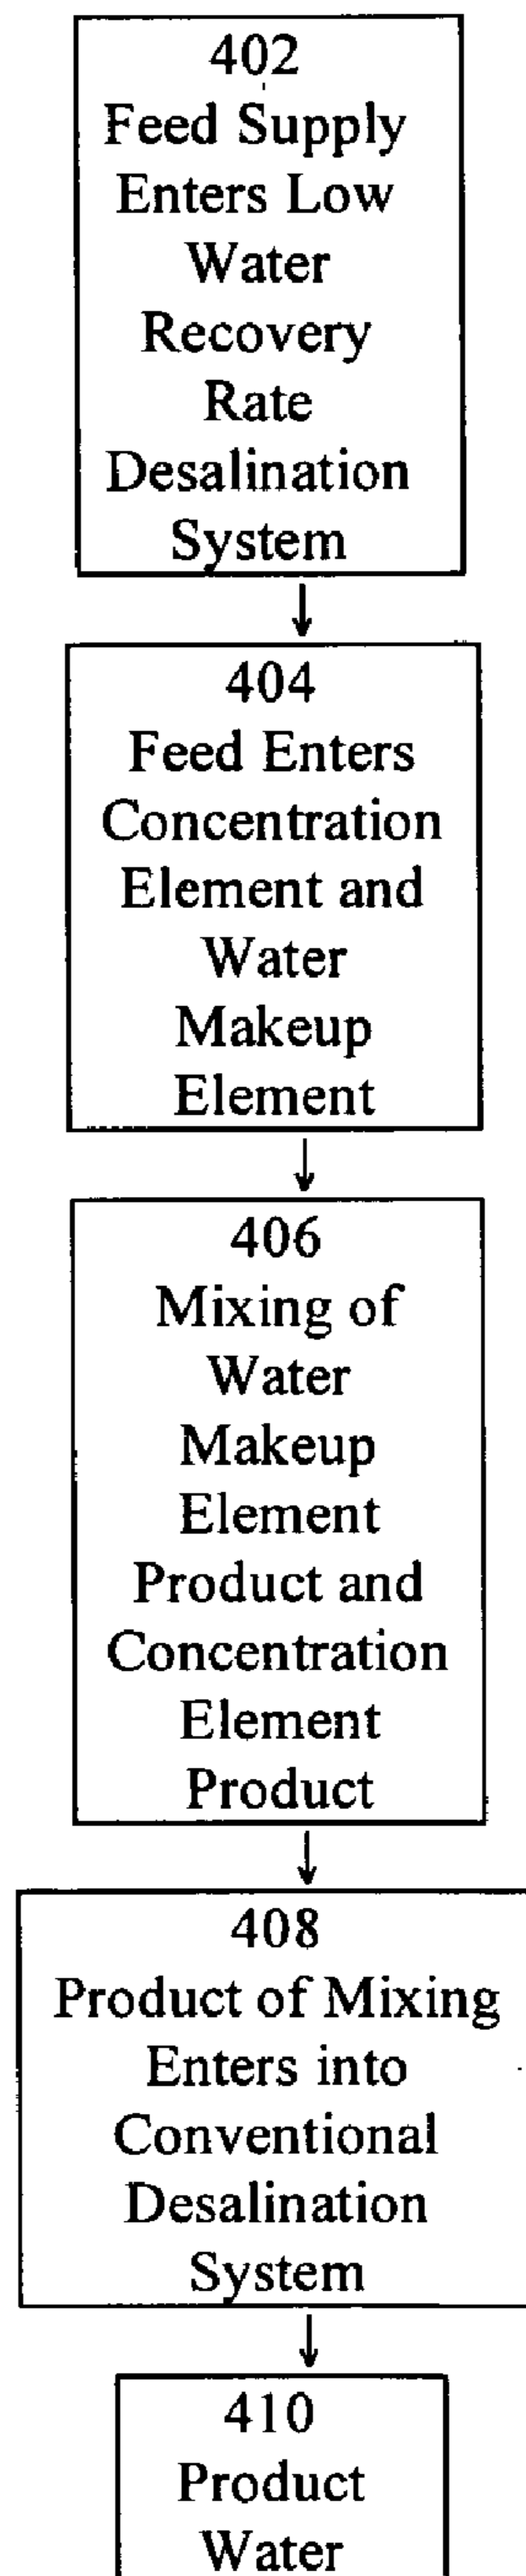 402
Feed Supply
Enters Low
Water
Recovery
Rate
Desalination
System
404
Feed Enters
Concentration
Element and
Water
Makeup
Element
406
Mixing of
Water
Makeup
Element
Product and
Concentration
Element
Product
408
Product of Mixing
Enters into
Conventional
Desalination
System
410
Product
Water